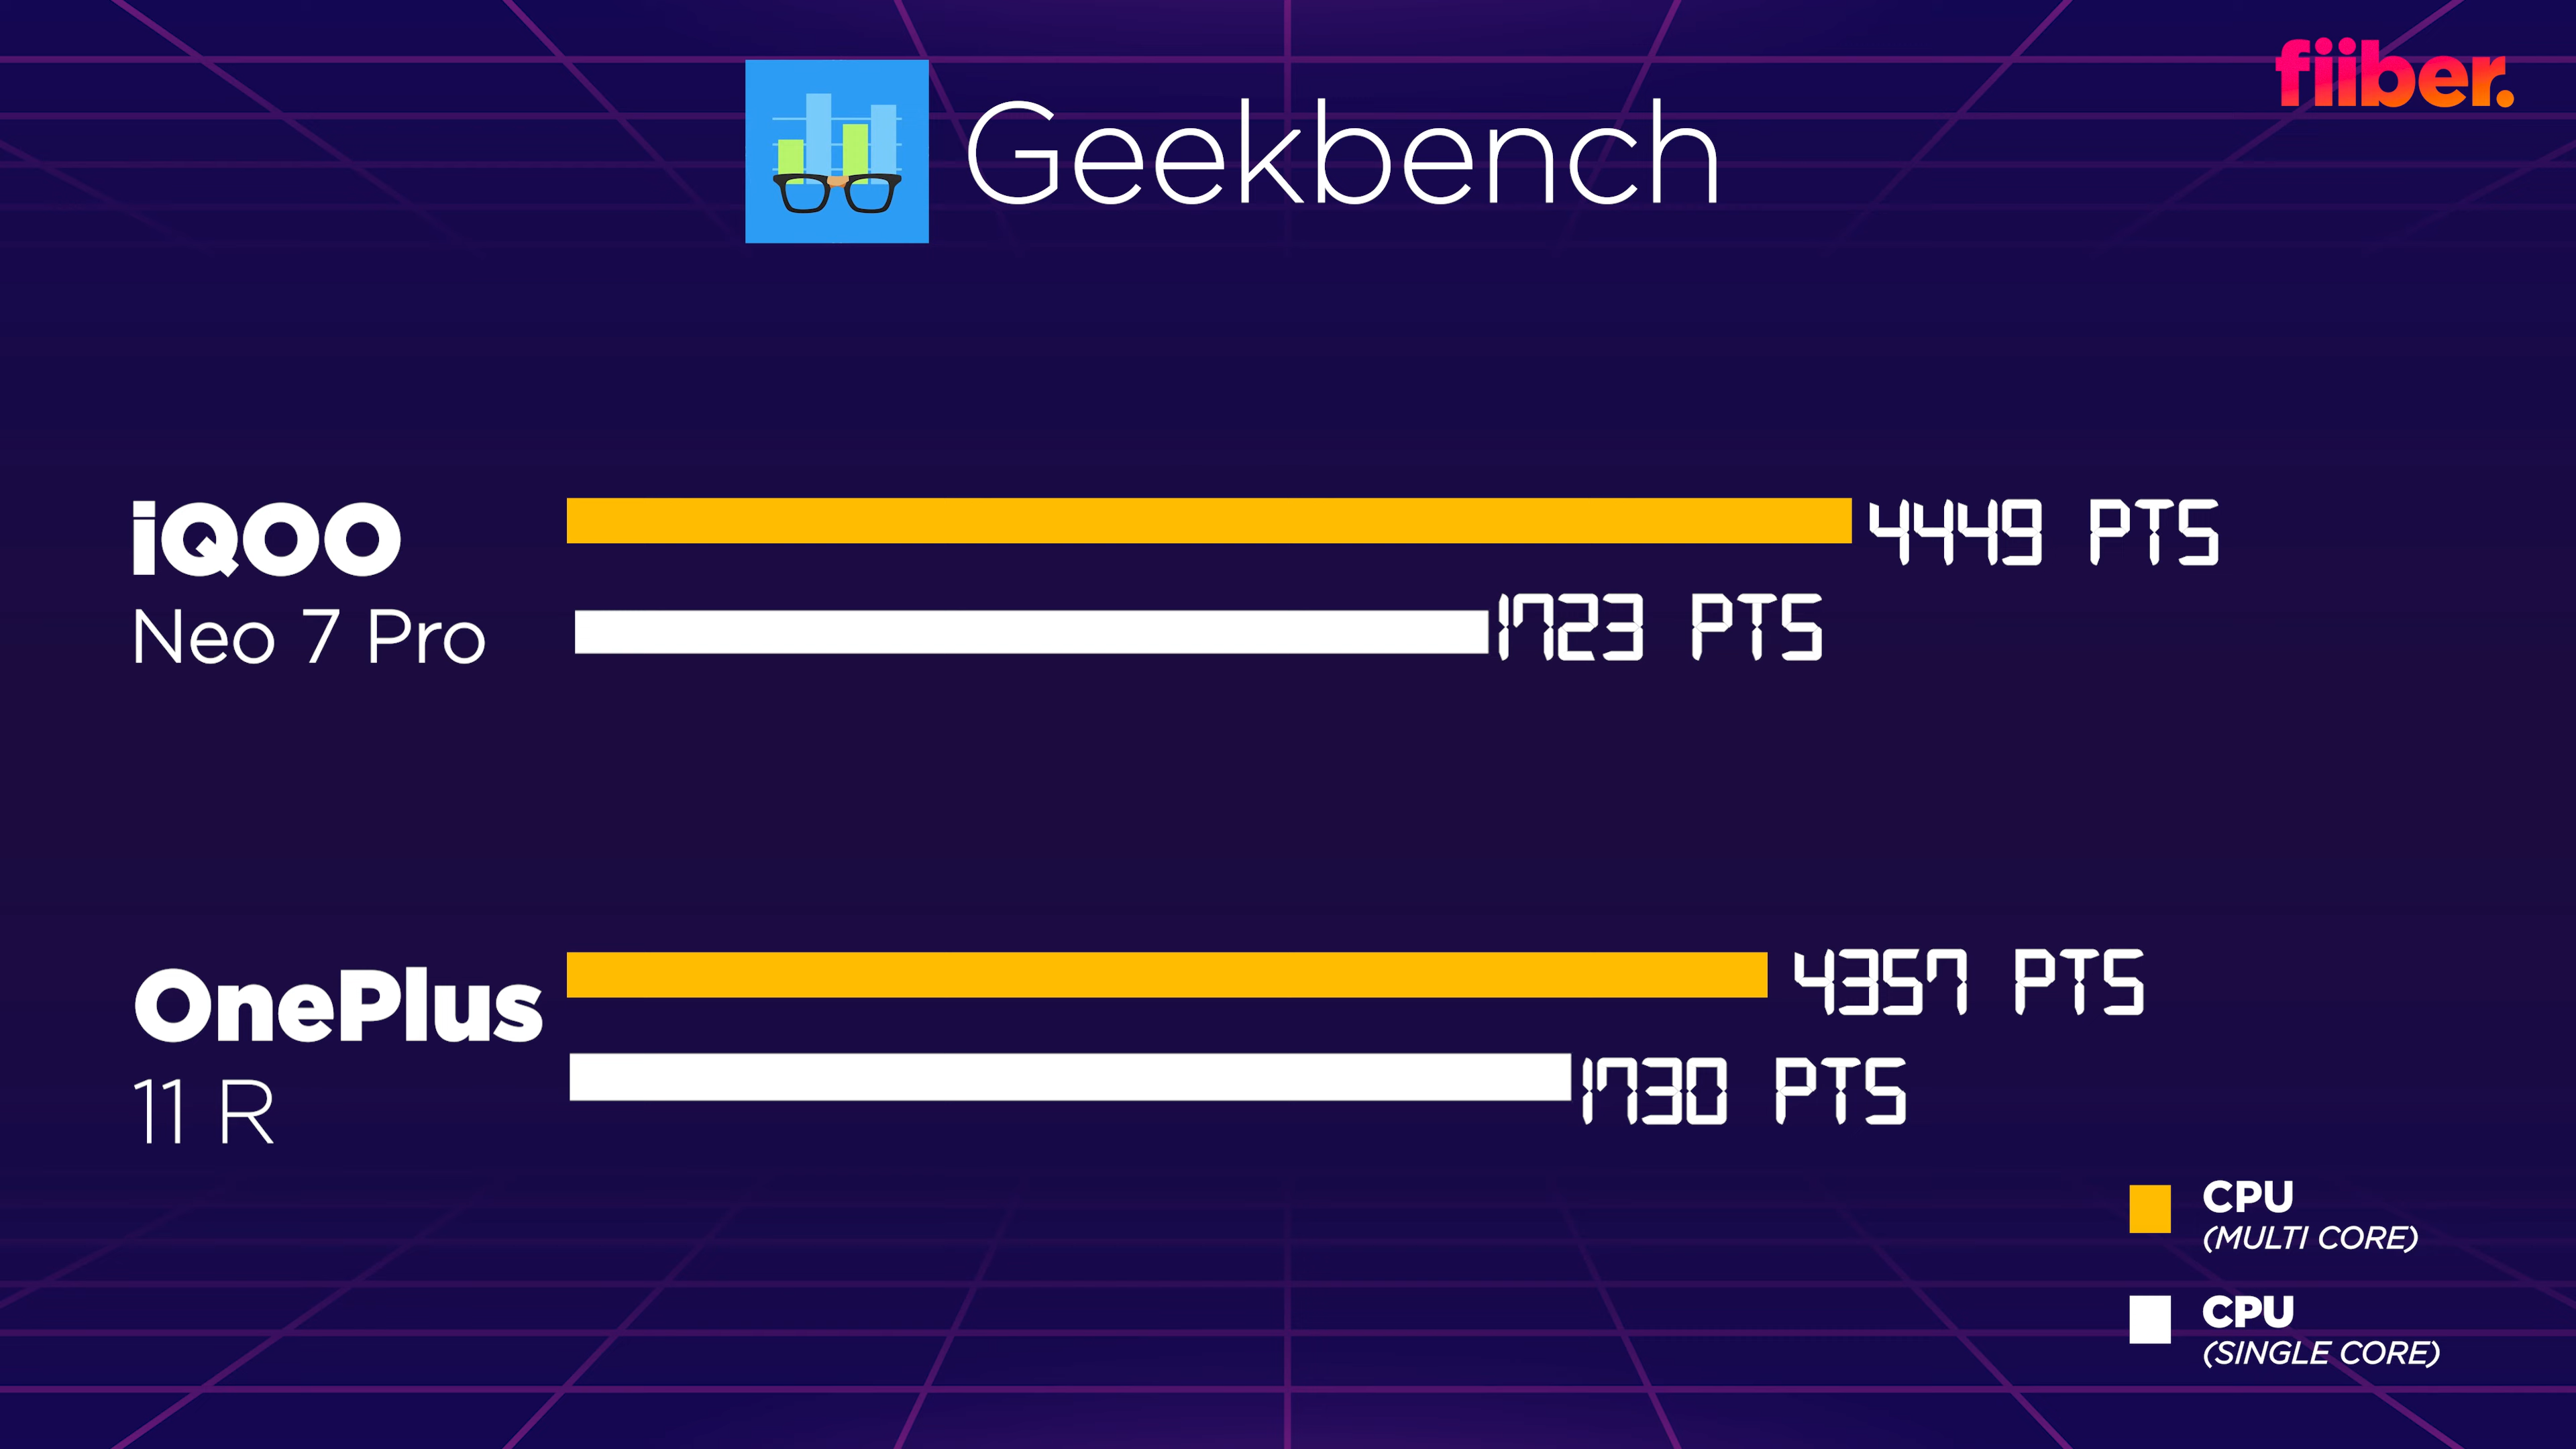 fiiber.
Geekbench
iQOO
Neo 7 Pro
4449 PTS
1723 PTS
OnePlus
11 R
4357 PTS
1730 PTS
CPU
(MULTI CORE)
CPU
(SINGLE CORE)